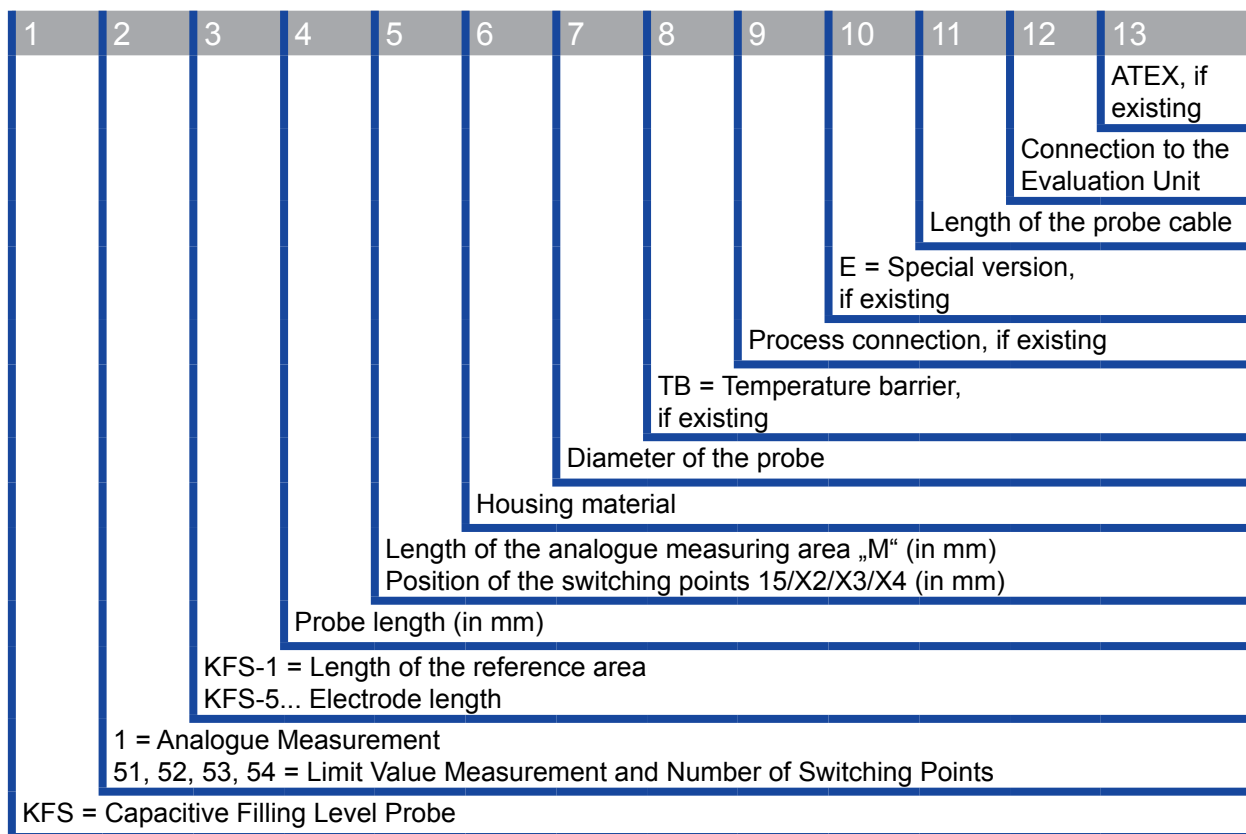 1 2 3 4 5 6 7 8 9 10 11 12 13
ATEX, if
existing
Connection to the
Evaluation Unit
Length of the probe cable
E = Special version,
if existing
Process connection, if existing
TB = Temperature barrier,
if existing
Diameter of the probe
Housing material
Length of the analogue measuring area „M“ (in mm)
Position of the switching points 15/X2/X3/X4 (in mm)
Probe length (in mm)
KFS-1 = Length of the reference area
KFS-5... Electrode length
1 = Analogue Measurement
51, 52, 53, 54 = Limit Value Measurement and Number of Switching Points
KFS = Capacitive Filling Level Probe